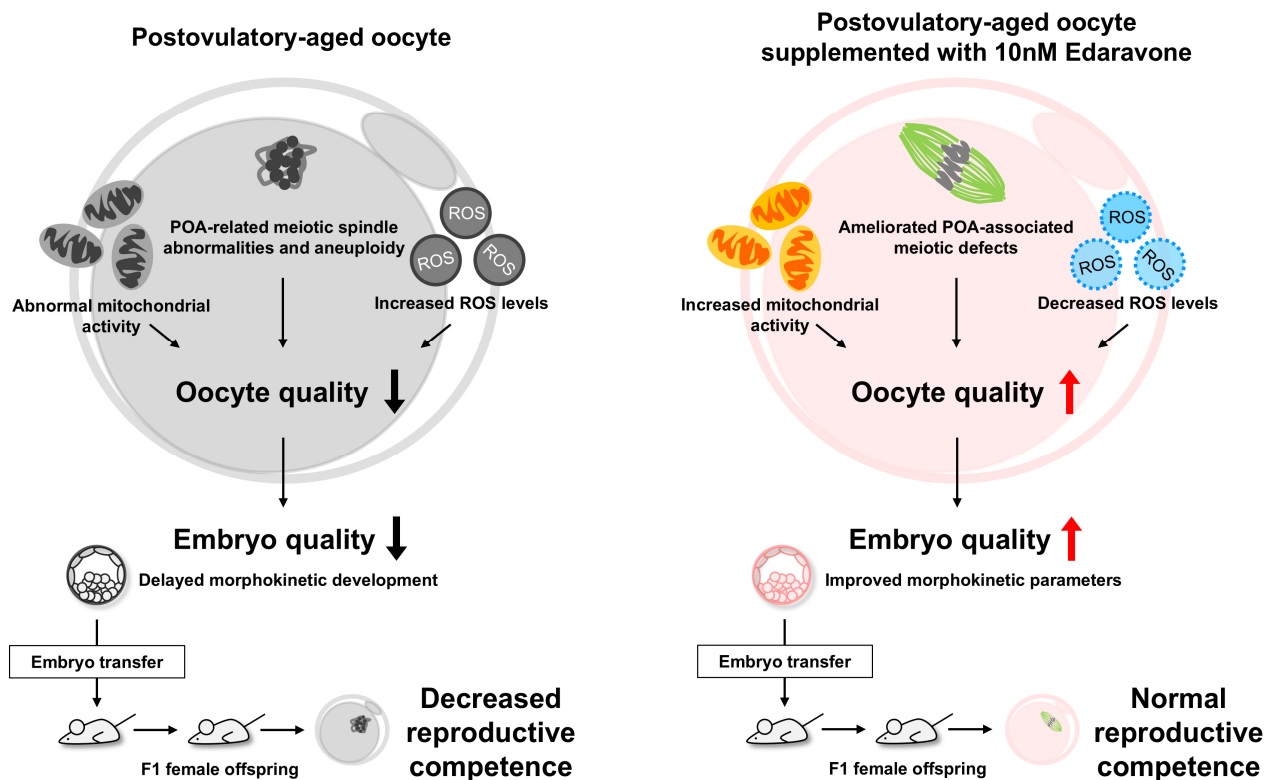 Postovulatory-aged oocyte
POA-related meiotic spindle
abnormalities and aneuploidy
ROS
ROS
ROS
Abnormal mitochondrial
activity
Increased ROS levels
Oocyte quality
Embryo quality
Delayed morphokinetic development
Embryo transfer
F1 female offspring
Decreased
reproductive
competence
Postovulatory-aged oocyte
supplemented with 10nM Edaravone
Ameliorated POA-associated
meiotic defects
ROS
ROS
ROS
Increased mitochondrial
activity
Decreased ROS levels
Oocyte quality
Embryo quality
Improved morphokinetic parameters
Embryo transfer
F1 female offspring
Normal
reproductive
competence